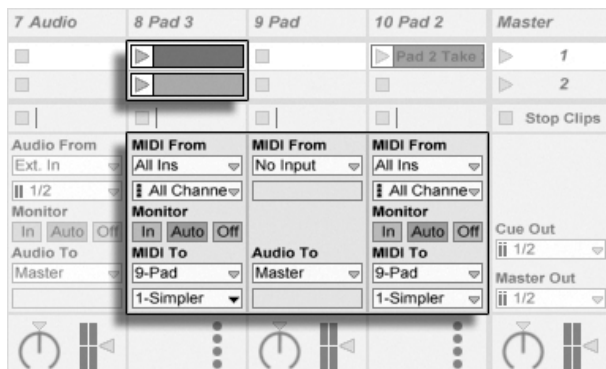 7 Audio 8 Pad 3 9 Pad 10 Pad 2 Master
Pad 2 Take 1
2
Stop Clips
Audio From MIDI From MIDI From MIDI From
Ext. In All Ins No Input All Ins
1/2 All Channe All Channe
Monitor Monitor Monitor
In Auto Off In Auto Off In Auto Off Cue Out
Audio To MIDI To Audio To MIDI To 1/2
Master 9-Pad Master 9-Pad Master Out
1-Simpler 1-Simpler 1/2